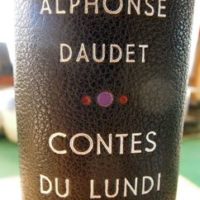 ALPHONSE
DAUDET
CONTES
DU LUNDI